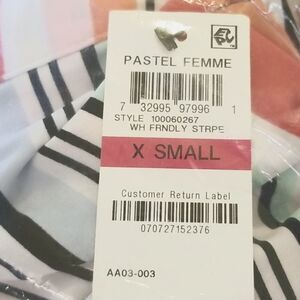 PASTEL FEMME
7 32995 97996 1
STYLE 100060267
WH FRNDLY STRPE
X SMALL
Customer Return Label
070727152376
AA03-003